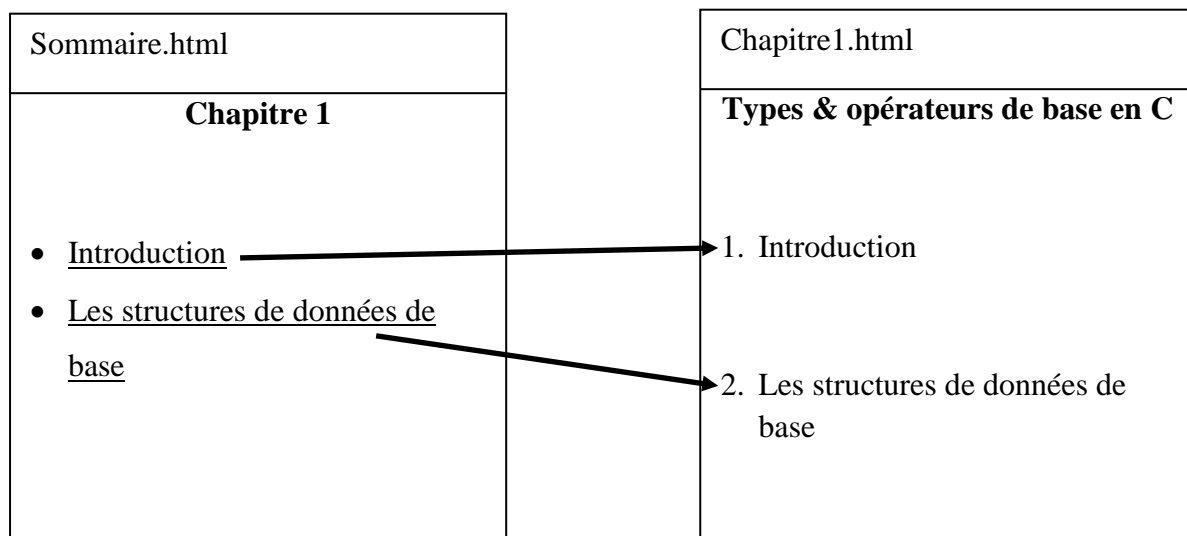 Sommaire.html
Chapitre 1
• Introduction
• Les structures de données de
base
Chapitre1.html
Types & opérateurs de base en C
1. Introduction
2. Les structures de données de
base